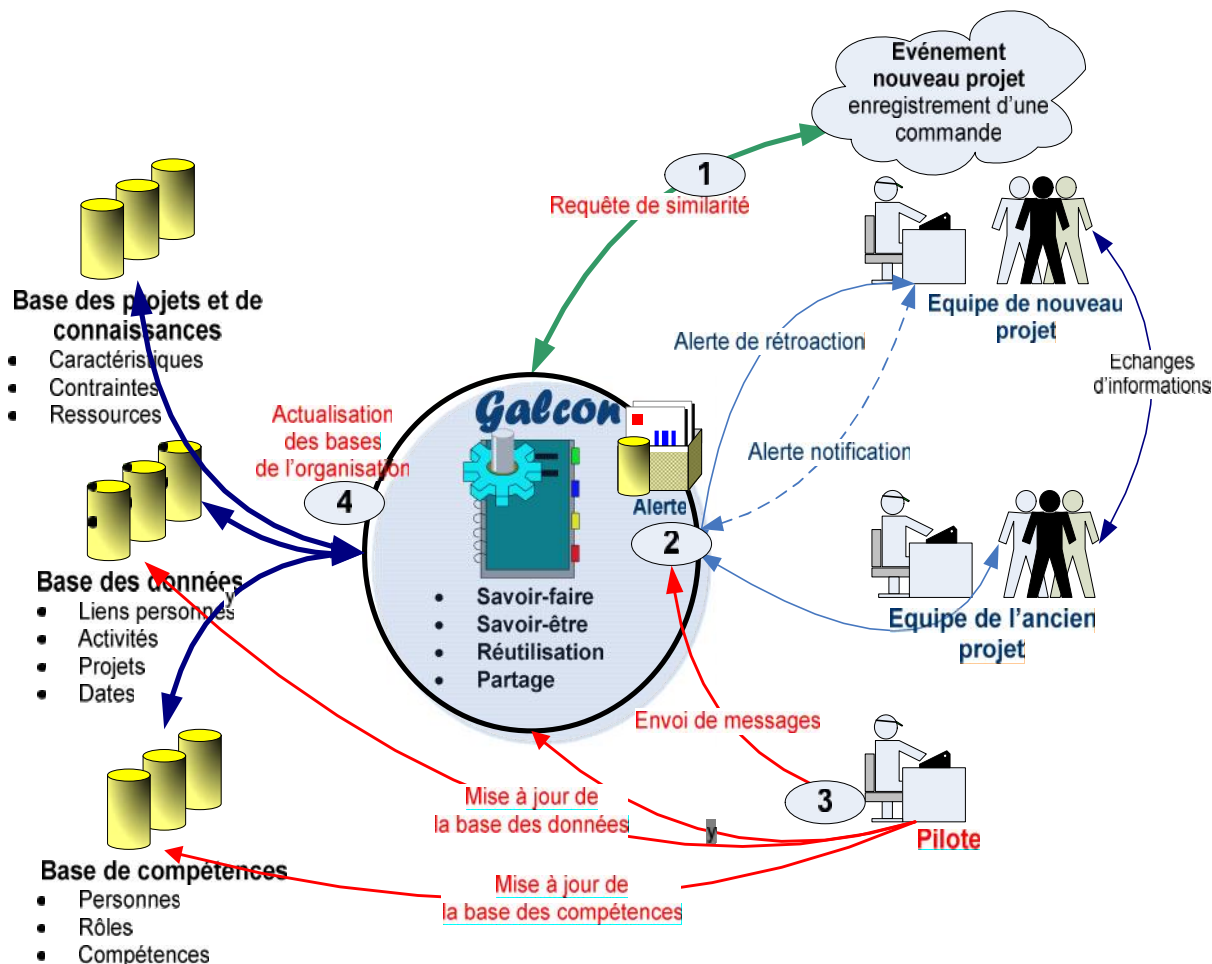 Evénement
nouveau projet
enregistrement d'une
commande
1
Requête de similarité
Base des projets et de
connaissances
• Caractéristiques
• Contraintes
• Ressources
Equipe de nouveau
projet
Alerte de rétroaction
Echanges
d'informations
Actualisation
des bases
de l'organisation
4
Galcon
Alerte
2
Alerte notification
• Savoir-faire
• Savoir-être
• Réutilisation
• Partage
Base des données
y
• Liens personnes
• Activités
• Projets
• Dates
Equipe de l'ancien
projet
Envoi de messages
3
Pilote
Mise à jour de
la base des données
y
Base de compétences
• Personnes
• Rôles
• Compétences
Mise à jour de
la base des compétences